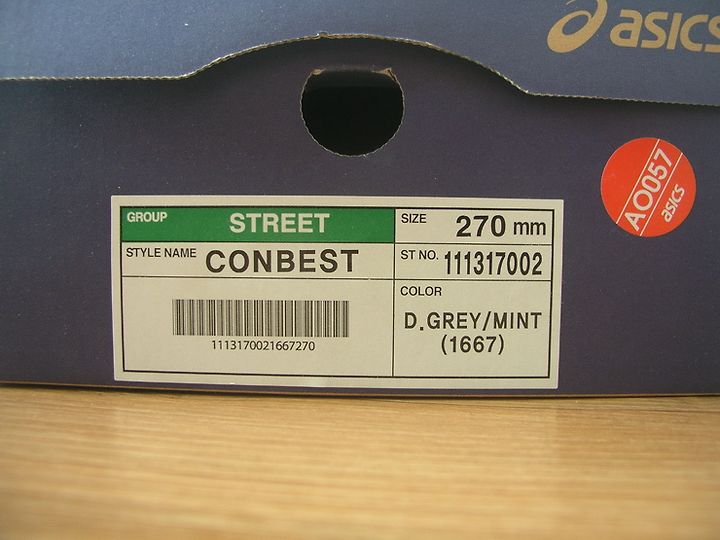 asics
AO057
asics
GROUP STREET
SIZE 270 mm
STYLE NAME CONBEST
ST NO. 111317002
COLOR
D.GREY/MINT
(1667)
1113170021667270